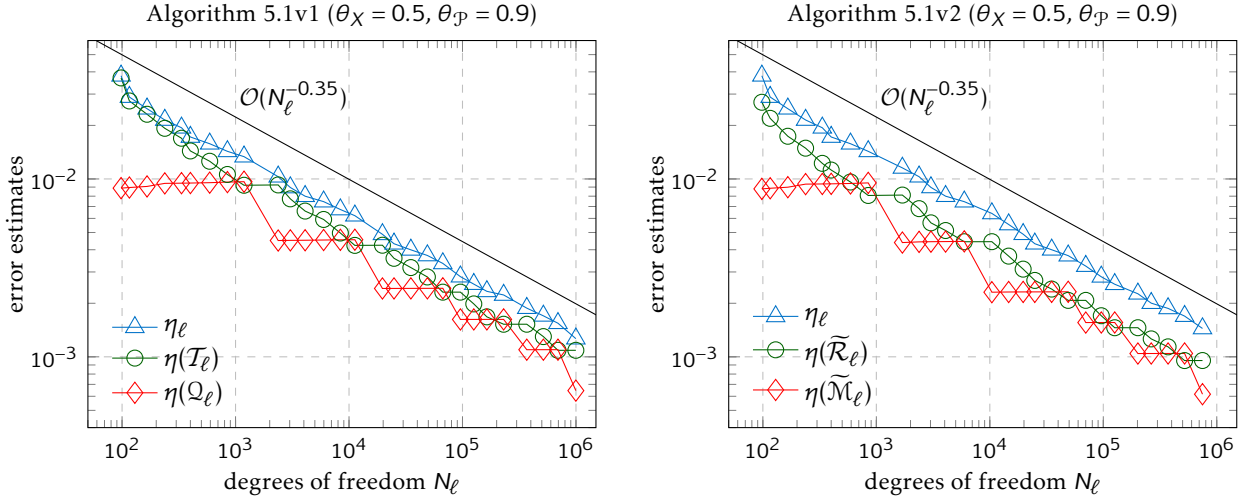 Algorithm 5.1v1 (θ_X = 0.5, θ_𝒫 = 0.9)
𝒪(N_ℓ^{−0.35})
10^{−2}
10^{−3}
error estimates
η_ℓ
η(𝒯_ℓ)
η(𝒬_ℓ)
10^2 10^3 10^4 10^5 10^6
degrees of freedom N_ℓ
Algorithm 5.1v2 (θ_X = 0.5, θ_𝒫 = 0.9)
𝒪(N_ℓ^{−0.35})
10^{−2}
10^{−3}
error estimates
η_ℓ
η(ℛ̃_ℓ)
η(ℳ̃_ℓ)
10^2 10^3 10^4 10^5 10^6
degrees of freedom N_ℓ